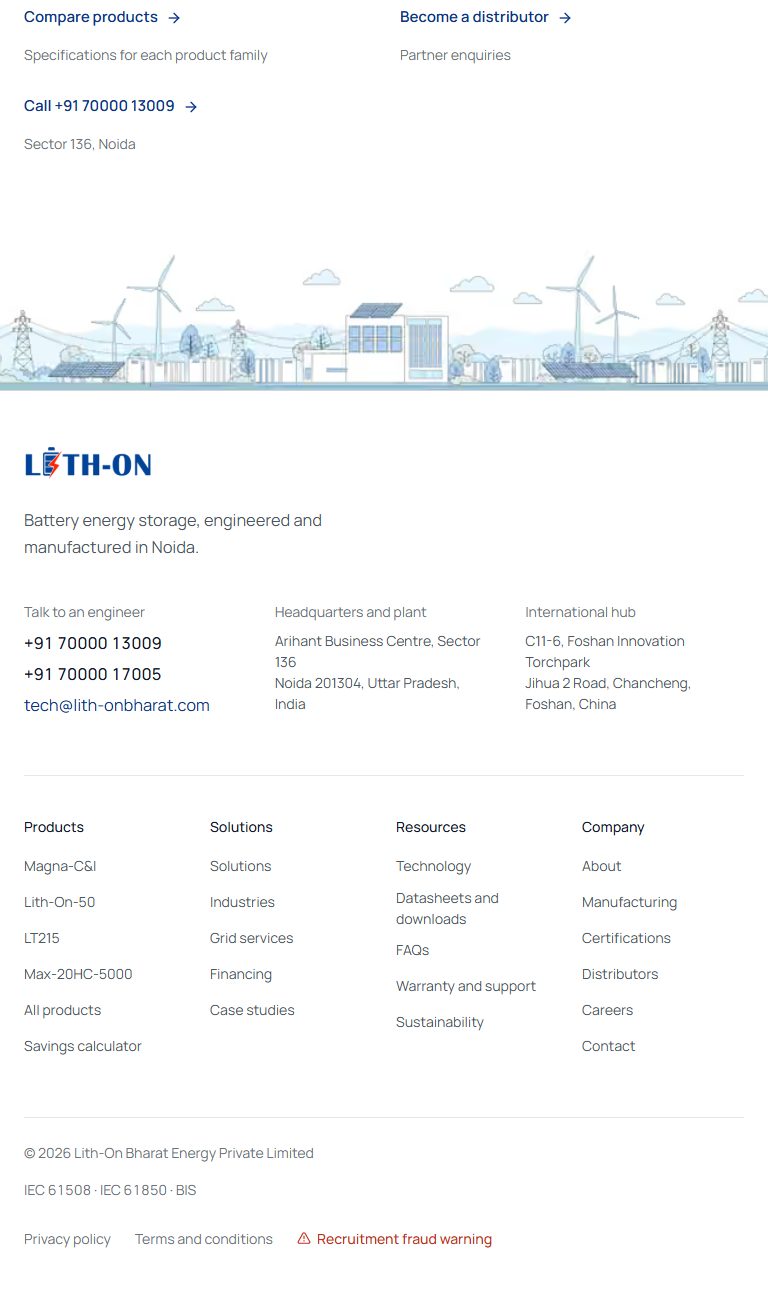 Compare products →
Become a distributor →
Specifications for each product family
Partner enquiries
Call +91 70000 13009 →
Sector 136, Noida
LITH-ON
Battery energy storage, engineered and
manufactured in Noida.
Talk to an engineer
+91 70000 13009
+91 70000 17005
tech@lith-onbharat.com
Headquarters and plant
Arihant Business Centre, Sector
136
Noida 201304, Uttar Pradesh,
India
International hub
C11-6, Foshan Innovation
Torchpark
Jihua 2 Road, Chancheng,
Foshan, China
Products
Magna-C&I
Lith-On-50
LT215
Max-20HC-5000
All products
Savings calculator
Solutions
Solutions
Industries
Grid services
Financing
Case studies
Resources
Technology
Datasheets and
downloads
FAQs
Warranty and support
Sustainability
Company
About
Manufacturing
Certifications
Distributors
Careers
Contact
© 2026 Lith-On Bharat Energy Private Limited
IEC 61508 · IEC 61850 · BIS
Privacy policy
Terms and conditions
Recruitment fraud warning